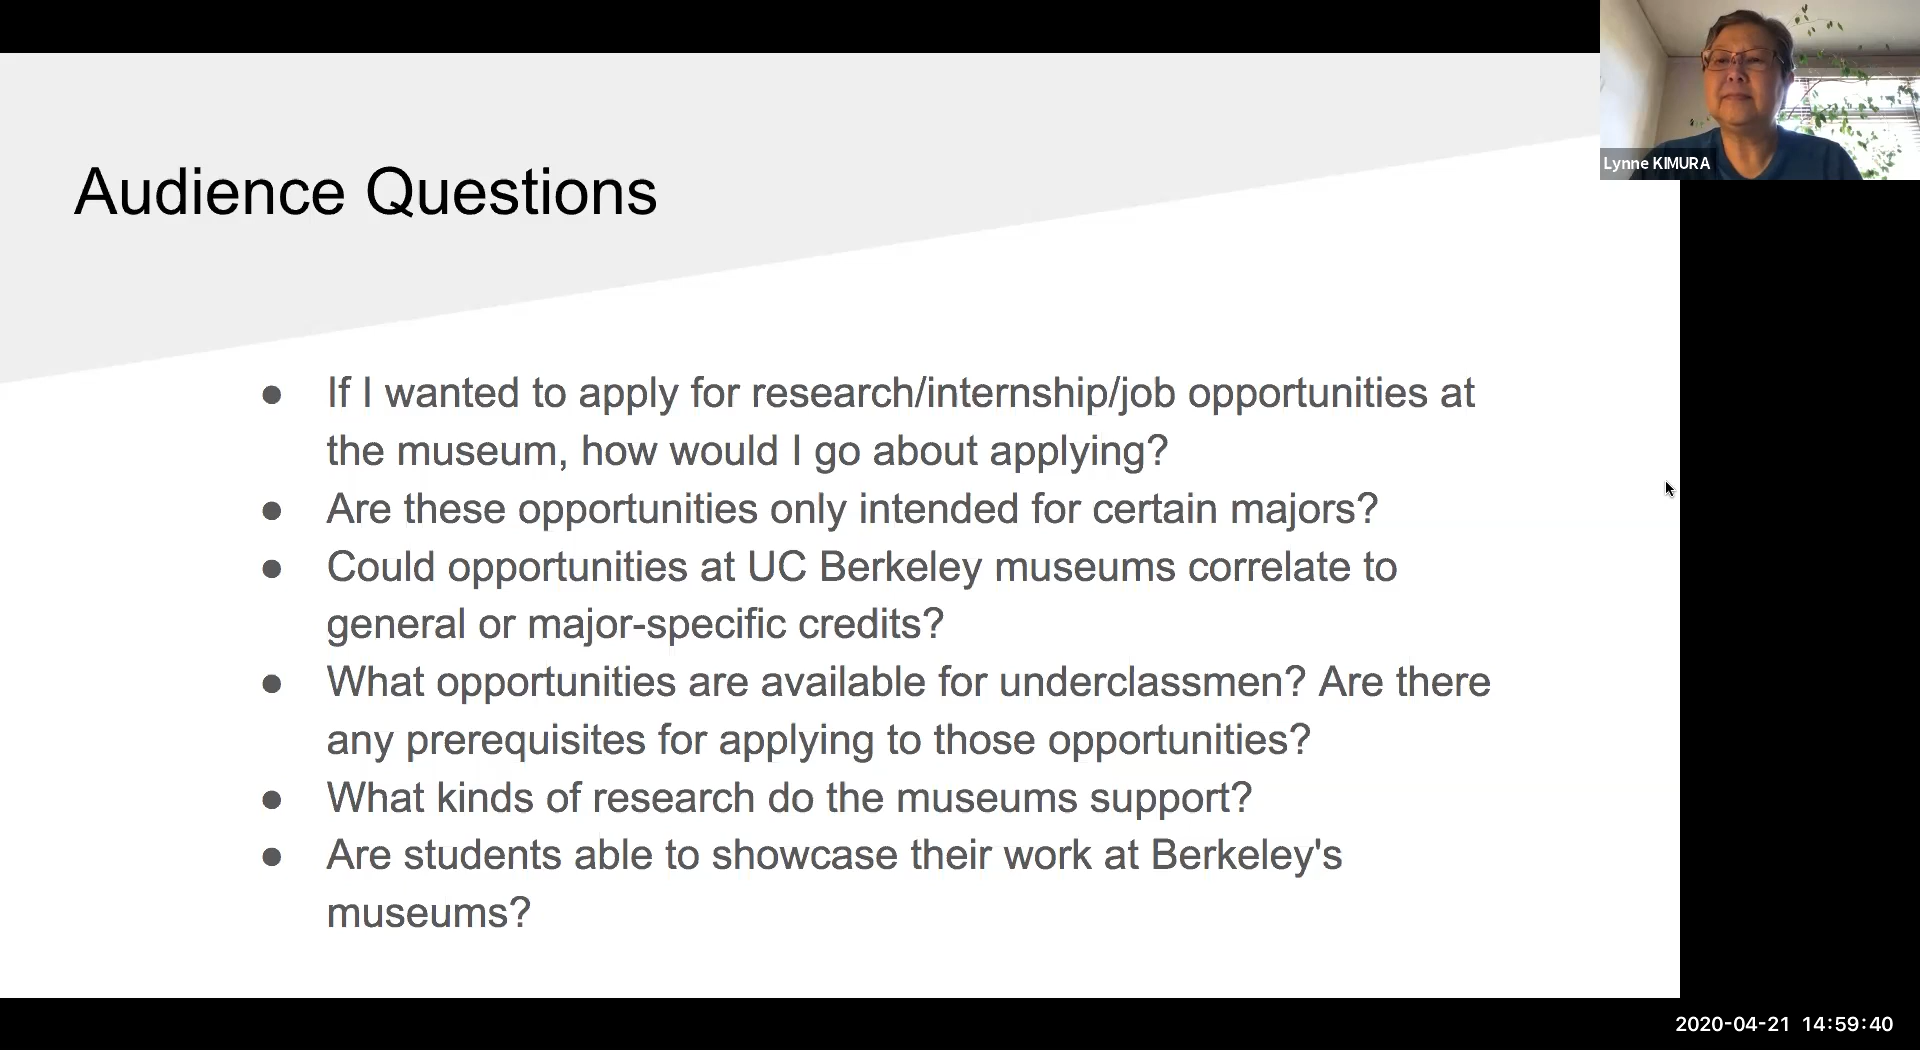 Lynne KIMURA
Audience Questions
● If I wanted to apply for research/internship/job opportunities at
the museum, how would I go about applying?
● Are these opportunities only intended for certain majors?
● Could opportunities at UC Berkeley museums correlate to
general or major-specific credits?
● What opportunities are available for underclassmen? Are there
any prerequisites for applying to those opportunities?
● What kinds of research do the museums support?
● Are students able to showcase their work at Berkeley's
museums?
2020-04-21 14:59:40